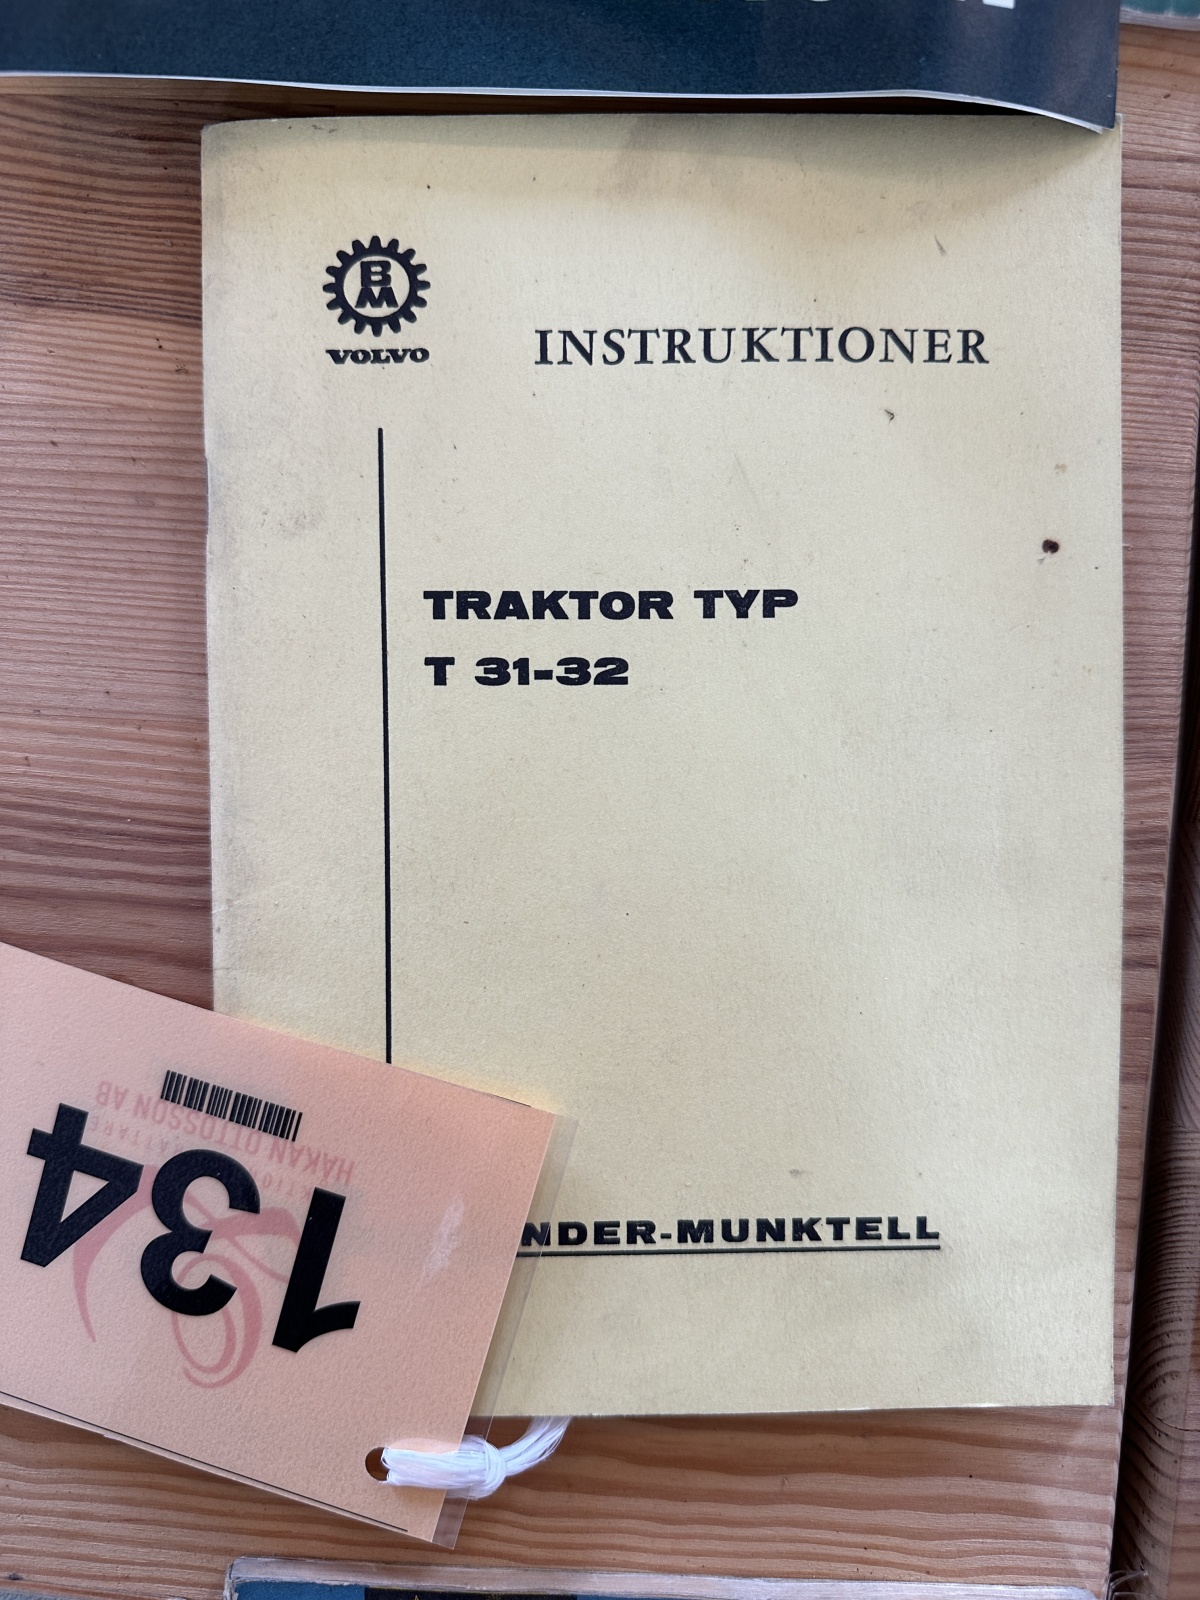 BM
VOLVO
INSTRUKTIONER
TRAKTOR TYP
T 31-32
NDER-MUNKTELL
134
HÅKAN OTTOSSON AB